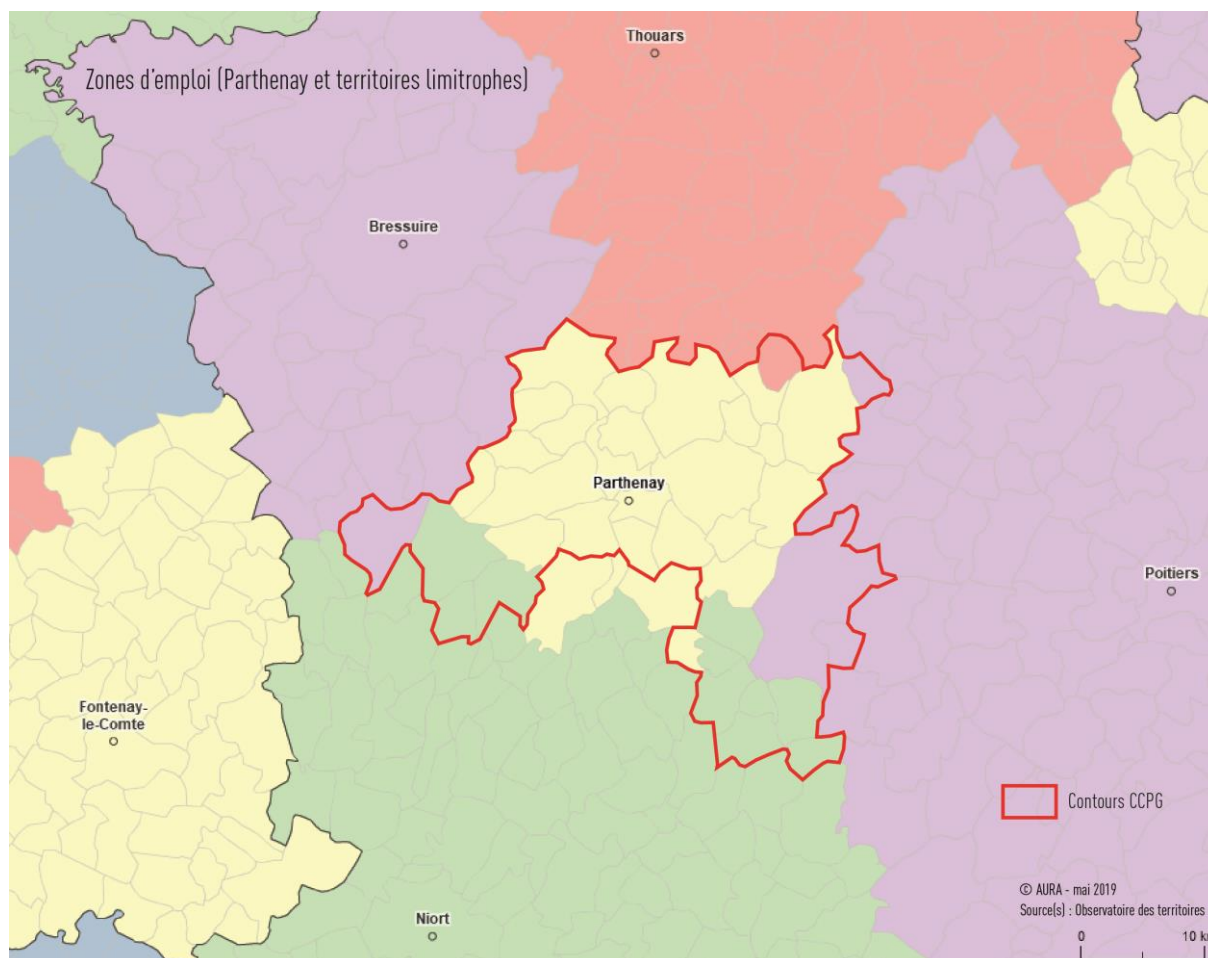 Thouars
Zones d'emploi (Parthenay et territoires limitrophes)
Bressuire
Parthenay
Poitiers
Fontenay-
le-Comte
Contours CCPG
© AURA - mai 2019
Source(s) : Observatoire des territoires
Niort
0 10 k